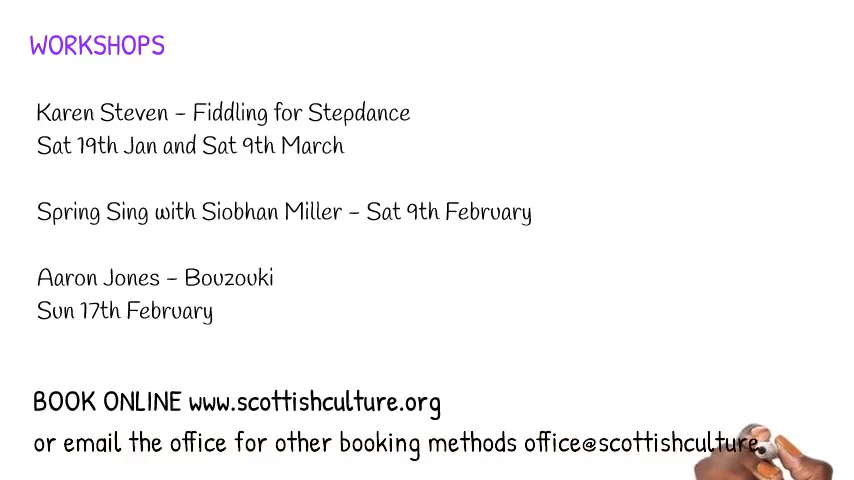 WORKSHOPS
Karen Steven - Fiddling for Stepdance
Sat 19th Jan and Sat 9th March
Spring Sing with Siobhan Miller - Sat 9th February
Aaron Jones - Bouzouki
Sun 17th February
BOOK ONLINE www.scottishculture.org
or email the office for other booking methods office@scottishculture.